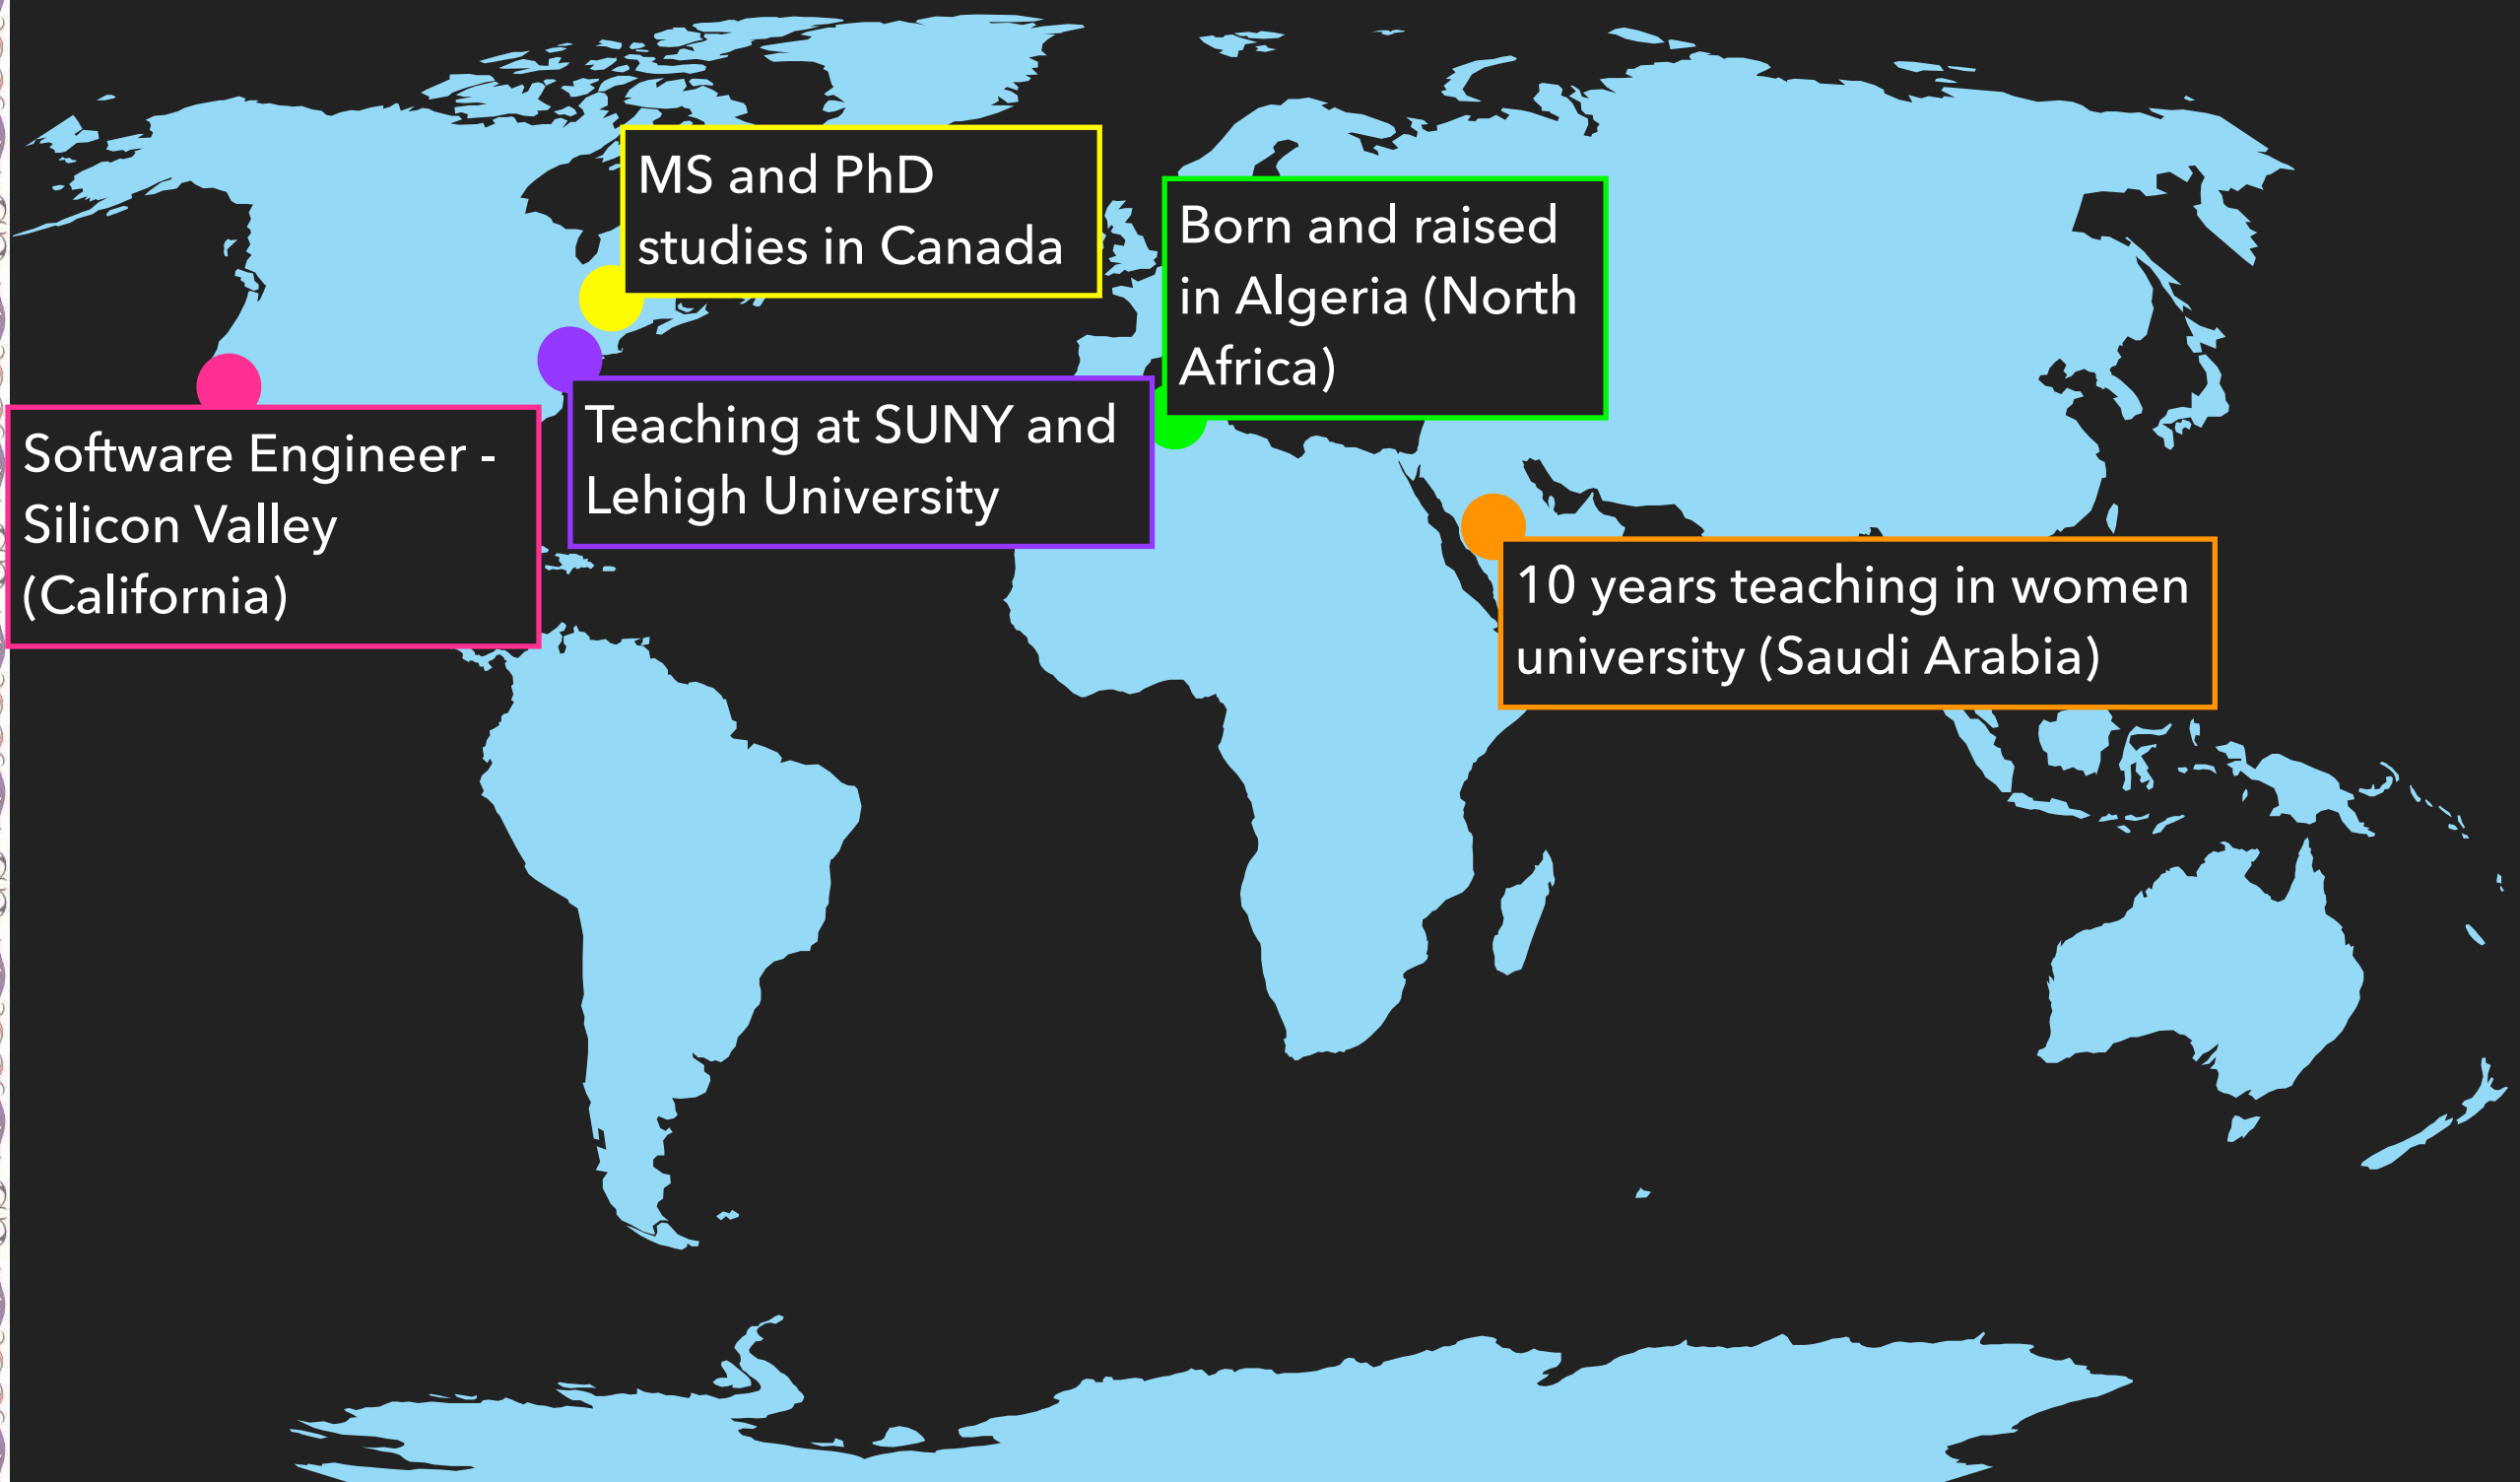 MS and PhD
studies in Canada
Born and raised
in Algeria (North
Africa)
Software Engineer -
Silicon Valley
(California)
Teaching at SUNY and
Lehigh University
10 years teaching in women
university (Saudi Arabia)